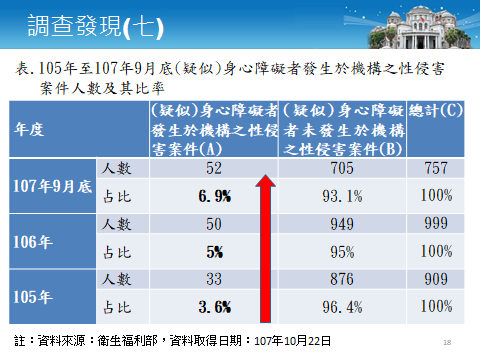 調查發現(七)
表.105年至107年9月底(疑似)身心障礙者發生於機構之性侵害
案件人數及其比率
年度 (疑似)身心障礙者發生於機構之性侵害案件(A) (疑似)身心障礙者未發生於機構之性侵害案件(B) 總計(C)
107年9月底 人數 52 705 757
占比 6.9% 93.1% 100%
106年 人數 50 949 999
占比 5% 95% 100%
105年 人數 33 876 909
占比 3.6% 96.4% 100%
註：資料來源：衛生福利部，資料取得日期：107年10月22日
18